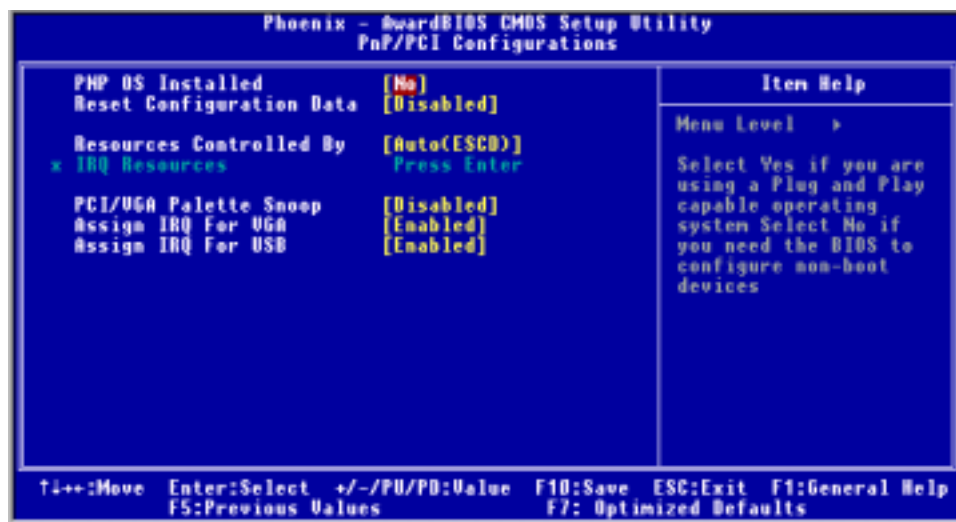 Phoenix - AwardBIOS CMOS Setup Utility
PnP/PCI Configurations
PNP OS Installed [No]
Reset Configuration Data [Disabled]
Resources Controlled By [Auto(ESCD)]
x IRQ Resources Press Enter
PCI/VGA Palette Snoop [Disabled]
Assign IRQ For VGA [Enabled]
Assign IRQ For USB [Enabled]
Item Help
Menu Level ▸
Select Yes if you are
using a Plug and Play
capable operating
system Select No if
you need the BIOS to
configure non-boot
devices
↑↓→←:Move Enter:Select +/-/PU/PD:Value F10:Save ESC:Exit F1:General Help
F5:Previous Values F7: Optimized Defaults